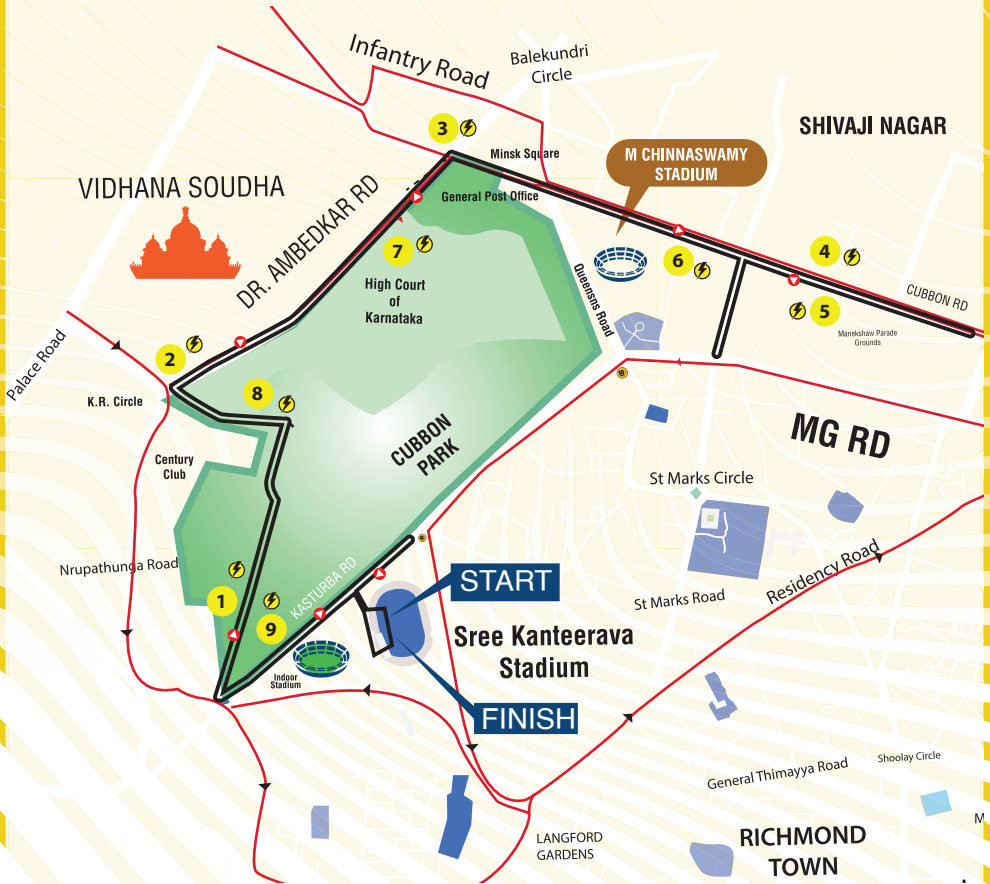 Infantry Road
Balekundri
Circle
3
SHIVAJI NAGAR
Minsk Square
M CHINNASWAMY
STADIUM
VIDHANA SOUDHA
General Post Office
DR. AMBEDKAR RD
7
6
4
High Court
of
Karnataka
Queensns Road
CUBBON RD
5
Manekshaw Parade
Grounds
Palace Road
2
8
K.R. Circle
CUBBON
PARK
MG RD
Century
Club
St Marks Circle
Nrupathunga Road
KASTURBA RD
START
Residency Road
1
9
St Marks Road
Sree Kanteerava
Stadium
Indoor
Stadium
FINISH
General Thimayya Road
Shoolay Circle
LANGFORD
GARDENS
RICHMOND
TOWN
M